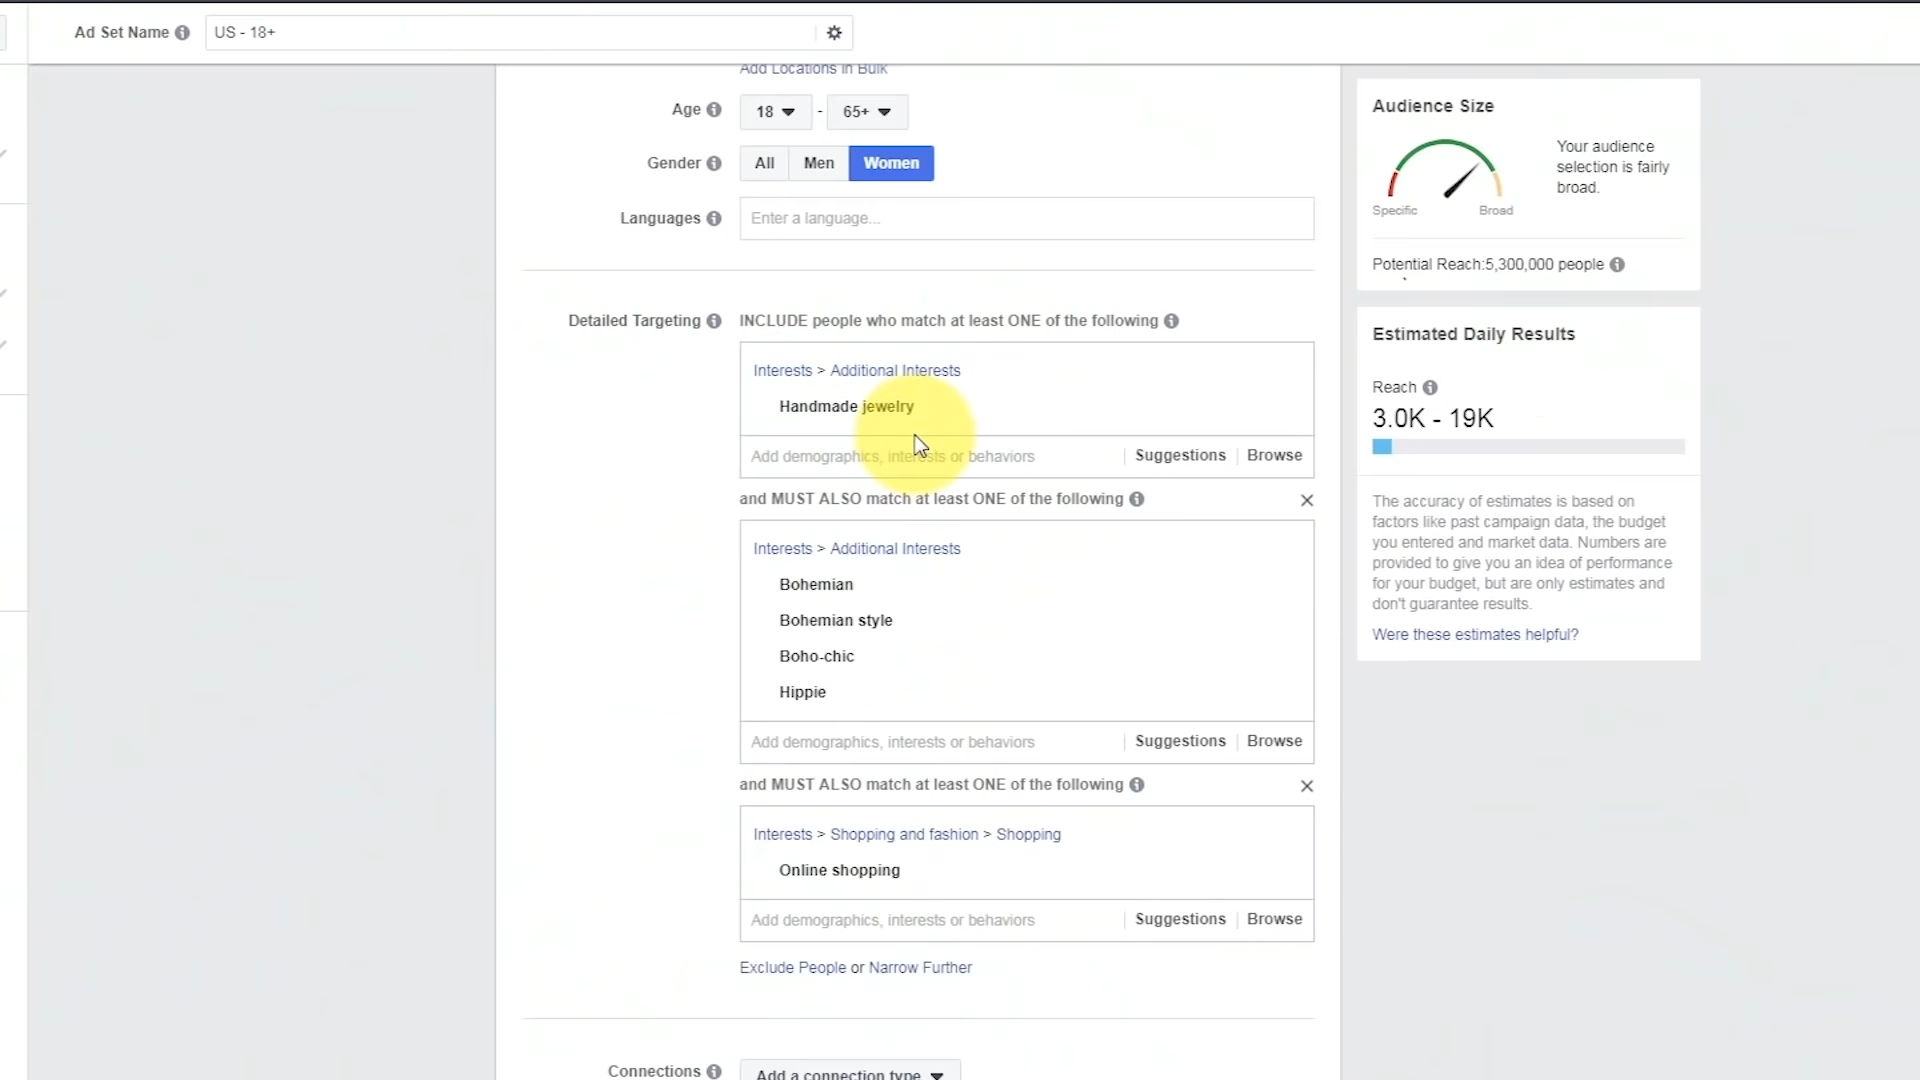 Ad Set Name US - 18+
Add Locations in Bulk
Age 18 - 65+
Gender All Men Women
Languages Enter a language...
Detailed Targeting INCLUDE people who match at least ONE of the following
Interests > Additional Interests
Handmade jewelry
Add demographics, interests or behaviors Suggestions Browse
and MUST ALSO match at least ONE of the following
Interests > Additional Interests
Bohemian
Bohemian style
Boho-chic
Hippie
Add demographics, interests or behaviors Suggestions Browse
and MUST ALSO match at least ONE of the following
Interests > Shopping and fashion > Shopping
Online shopping
Add demographics, interests or behaviors Suggestions Browse
Exclude People or Narrow Further
Connections Add a connection type
Audience Size
Your audience
selection is fairly
broad.
Specific Broad
Potential Reach:5,300,000 people
Estimated Daily Results
Reach
3.0K - 19K
The accuracy of estimates is based on
factors like past campaign data, the budget
you entered and market data. Numbers are
provided to give you an idea of performance
for your budget, but are only estimates and
don't guarantee results.
Were these estimates helpful?